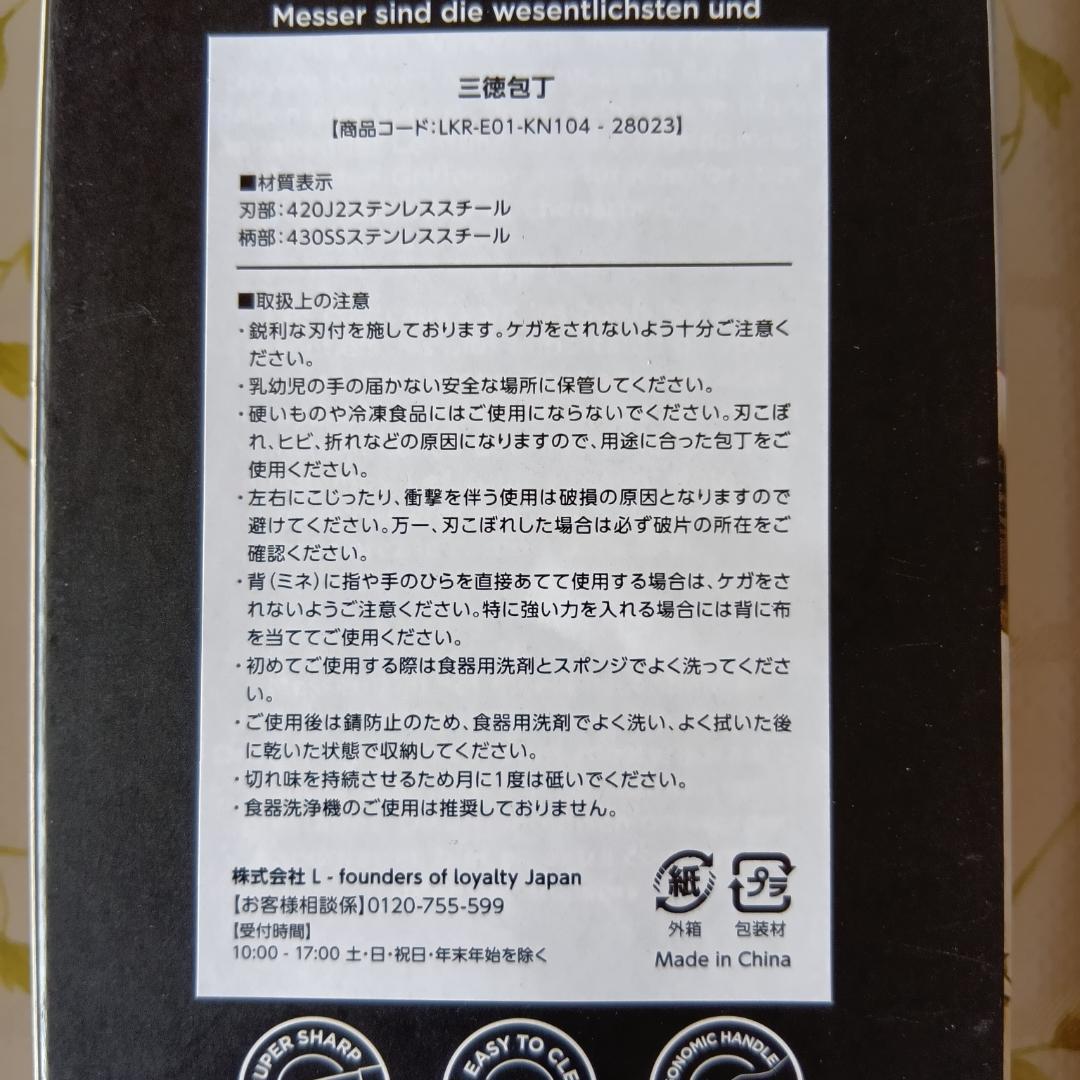 Messer sind die wesentlichsten und
三徳包丁
【商品コード:LKR-E01-KN104 - 28023】
■材質表示
刃部:420J2ステンレススチール
柄部:430SSステンレススチール
■取扱上の注意
・鋭利な刃付を施しております。ケガをされないよう十分ご注意く
ださい。
・乳幼児の手の届かない安全な場所に保管してください。
・硬いものや冷凍食品にはご使用にならないでください。刃こぼ
れ、ヒビ、折れなどの原因になりますので、用途に合った包丁をご
使用ください。
・左右にこじったり、衝撃を伴う使用は破損の原因となりますので
避けてください。万一、刃こぼれした場合は必ず破片の所在をご
確認ください。
・背(ミネ)に指や手のひらを直接あてて使用する場合は、ケガをさ
れないようご注意ください。特に強い力を入れる場合には背に布
を当ててご使用ください。
・初めてご使用する際は食器用洗剤とスポンジでよく洗ってくださ
い。
・ご使用後は錆防止のため、食器用洗剤でよく洗い、よく拭いた後
に乾いた状態で収納してください。
・切れ味を持続させるため月に1度は砥いでください。
・食器洗浄機のご使用は推奨しておりません。
株式会社 L - founders of loyalty Japan
【お客様相談係】0120-755-599
【受付時間】
10:00 - 17:00 土・日・祝日・年末年始を除く
紙 プラ
外箱 包装材
Made in China
UPER SHARP
EASY TO CLE
ONOMIC HANDLE